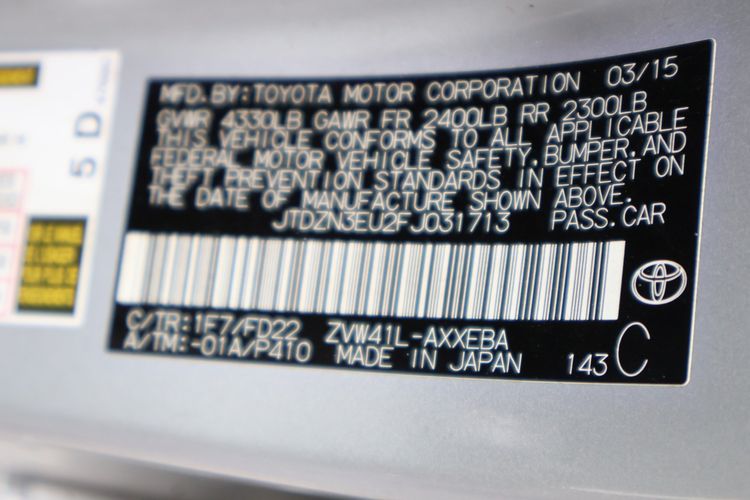 MFD.BY:TOYOTA MOTOR CORPORATION 03/15
GVWR 4330LB GAWR FR 2400LB RR 2300LB
THIS VEHICLE CONFORMS TO ALL APPLICABLE
FEDERAL MOTOR VEHICLE SAFETY,BUMPER,AND
THEFT PREVENTION STANDARDS IN EFFECT ON
THE DATE OF MANUFACTURE SHOWN ABOVE.
JTDZN3EU2FJ031713 PASS.CAR
C/TR:1F7/FD22 ZVW41L-AXXEBA
A/TM:-01A/P410 MADE IN JAPAN 143 C
5 D